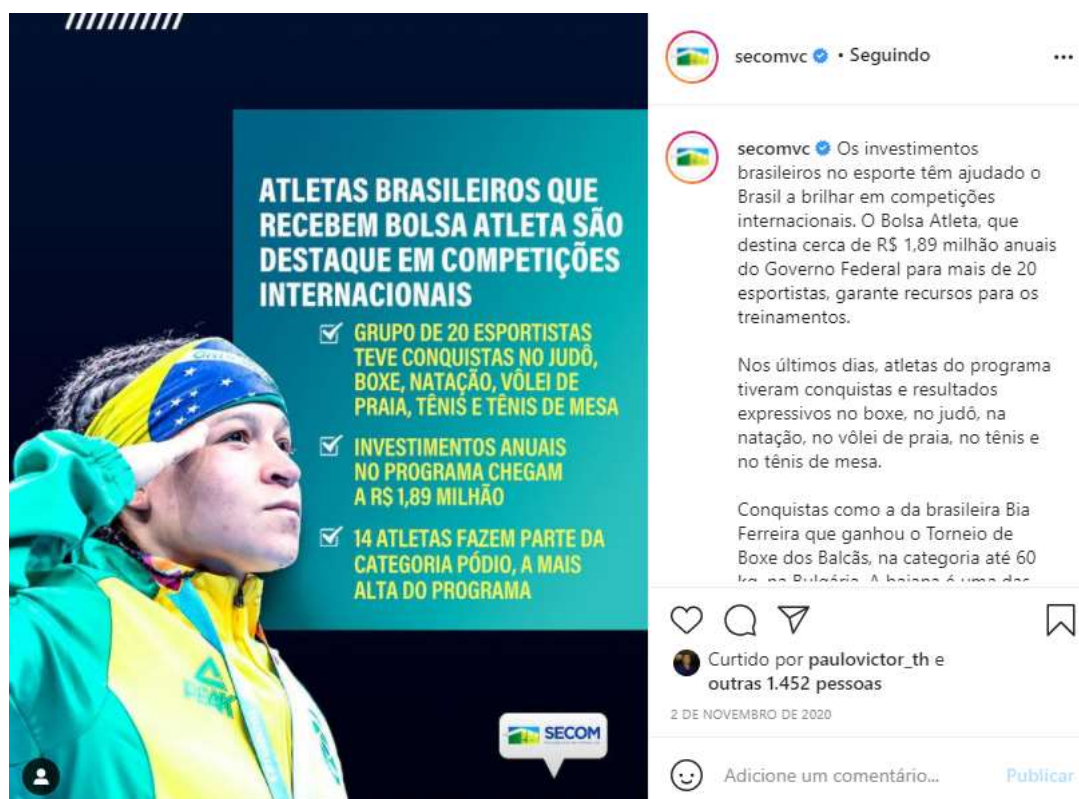 ATLETAS BRASILEIROS QUE
RECEBEM BOLSA ATLETA SÃO
DESTAQUE EM COMPETIÇÕES
INTERNACIONAIS
GRUPO DE 20 ESPORTISTAS
TEVE CONQUISTAS NO JUDÔ,
BOXE, NATAÇÃO, VÔLEI DE
PRAIA, TÊNIS E TÊNIS DE MESA
INVESTIMENTOS ANUAIS
NO PROGRAMA CHEGAM
A R$ 1,89 MILHÃO
14 ATLETAS FAZEM PARTE DA
CATEGORIA PÓDIO, A MAIS
ALTA DO PROGRAMA
PEAK
SECOM
secomvc • Seguindo
secomvc Os investimentos
brasileiros no esporte têm ajudado o
Brasil a brilhar em competições
internacionais. O Bolsa Atleta, que
destina cerca de R$ 1,89 milhão anuais
do Governo Federal para mais de 20
esportistas, garante recursos para os
treinamentos.
Nos últimos dias, atletas do programa
tiveram conquistas e resultados
expressivos no boxe, no judô, na
natação, no vôlei de praia, no tênis e
no tênis de mesa.
Conquistas como a da brasileira Bia
Ferreira que ganhou o Torneio de
Boxe dos Balcãs, na categoria até 60
kg, na Bulgária. A baiana é uma das
Curtido por paulovictor_th e
outras 1.452 pessoas
2 DE NOVEMBRO DE 2020
Adicione um comentário...
Publicar